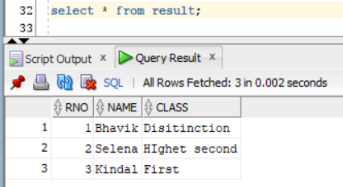 32 select * from result;
33
Script Output x Query Result x
SQL | All Rows Fetched: 3 in 0.002 seconds
RNO NAME CLASS
1 1 Bhavik Disitinction
2 2 Selena HIghet second
3 3 Kindal First